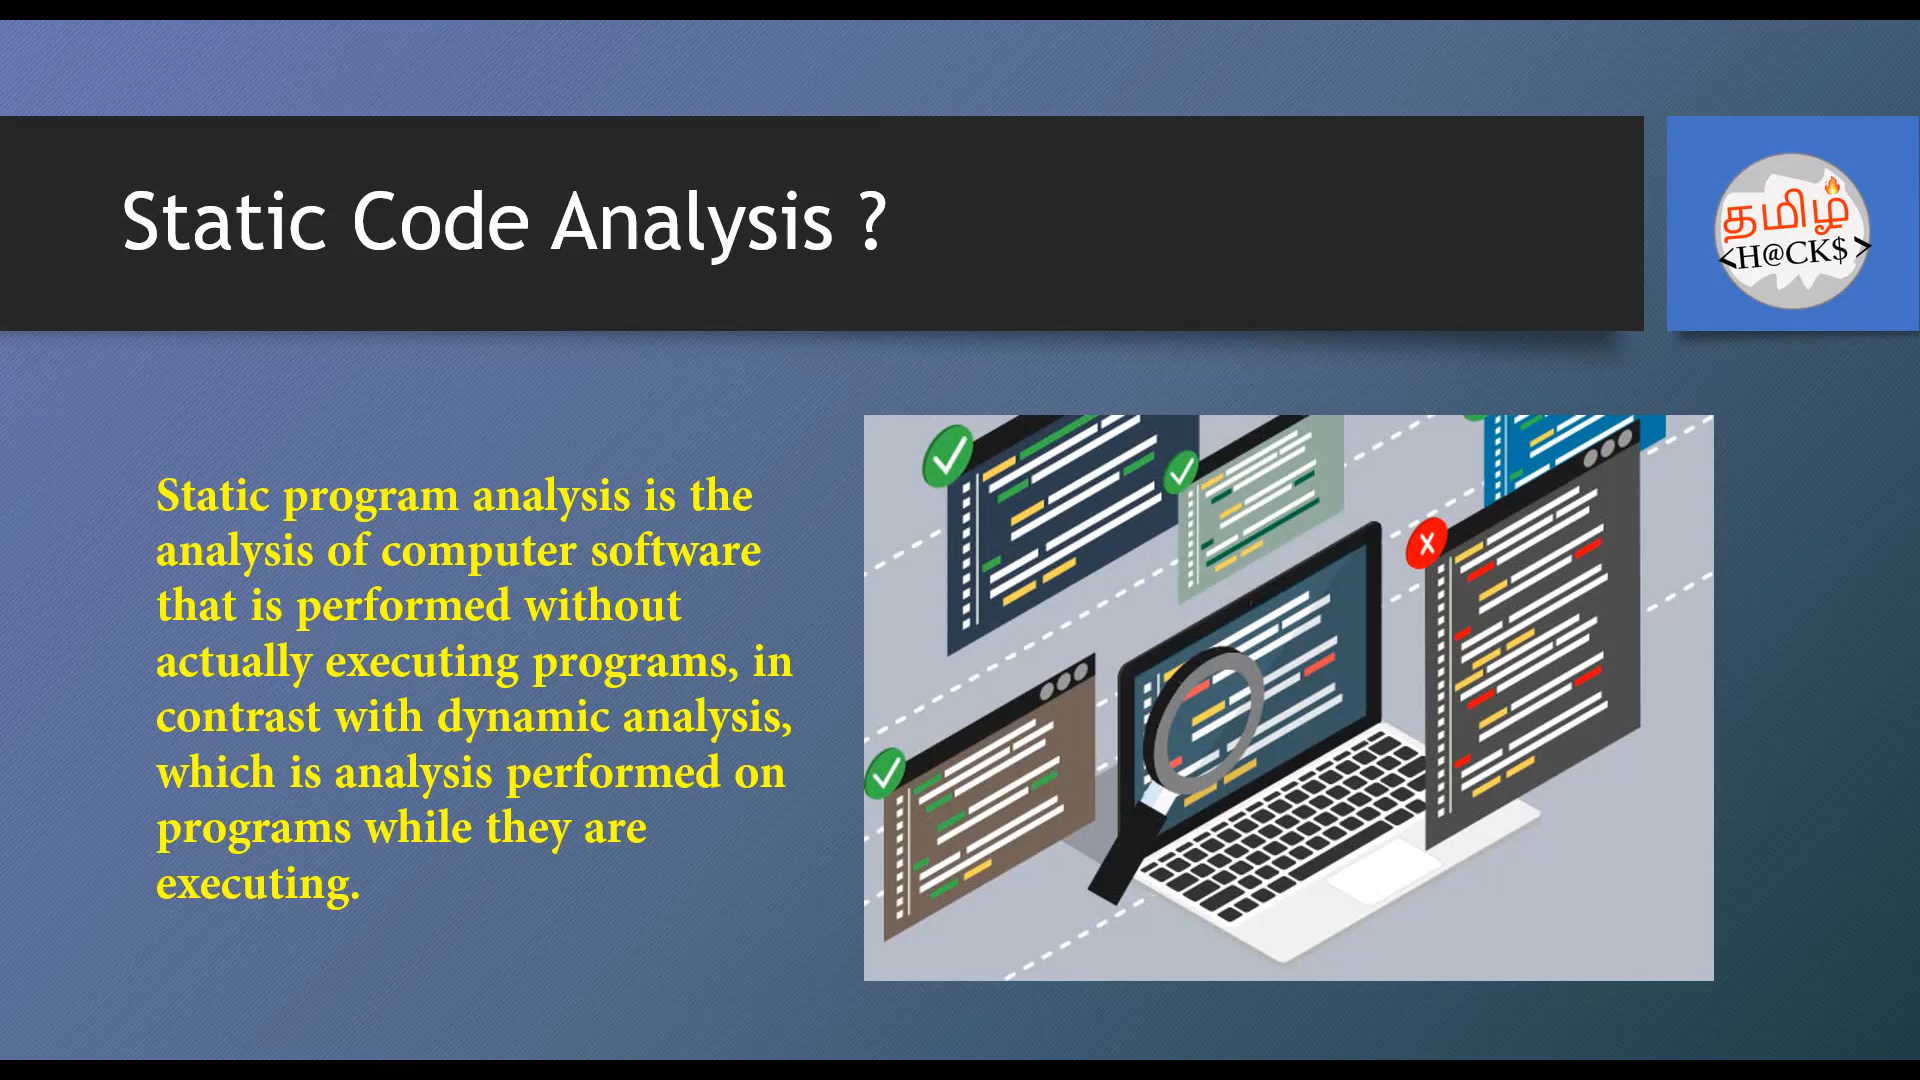 Static Code Analysis ?
தமிழ்
<H@CK$>
Static program analysis is the
analysis of computer software
that is performed without
actually executing programs, in
contrast with dynamic analysis,
which is analysis performed on
programs while they are
executing.